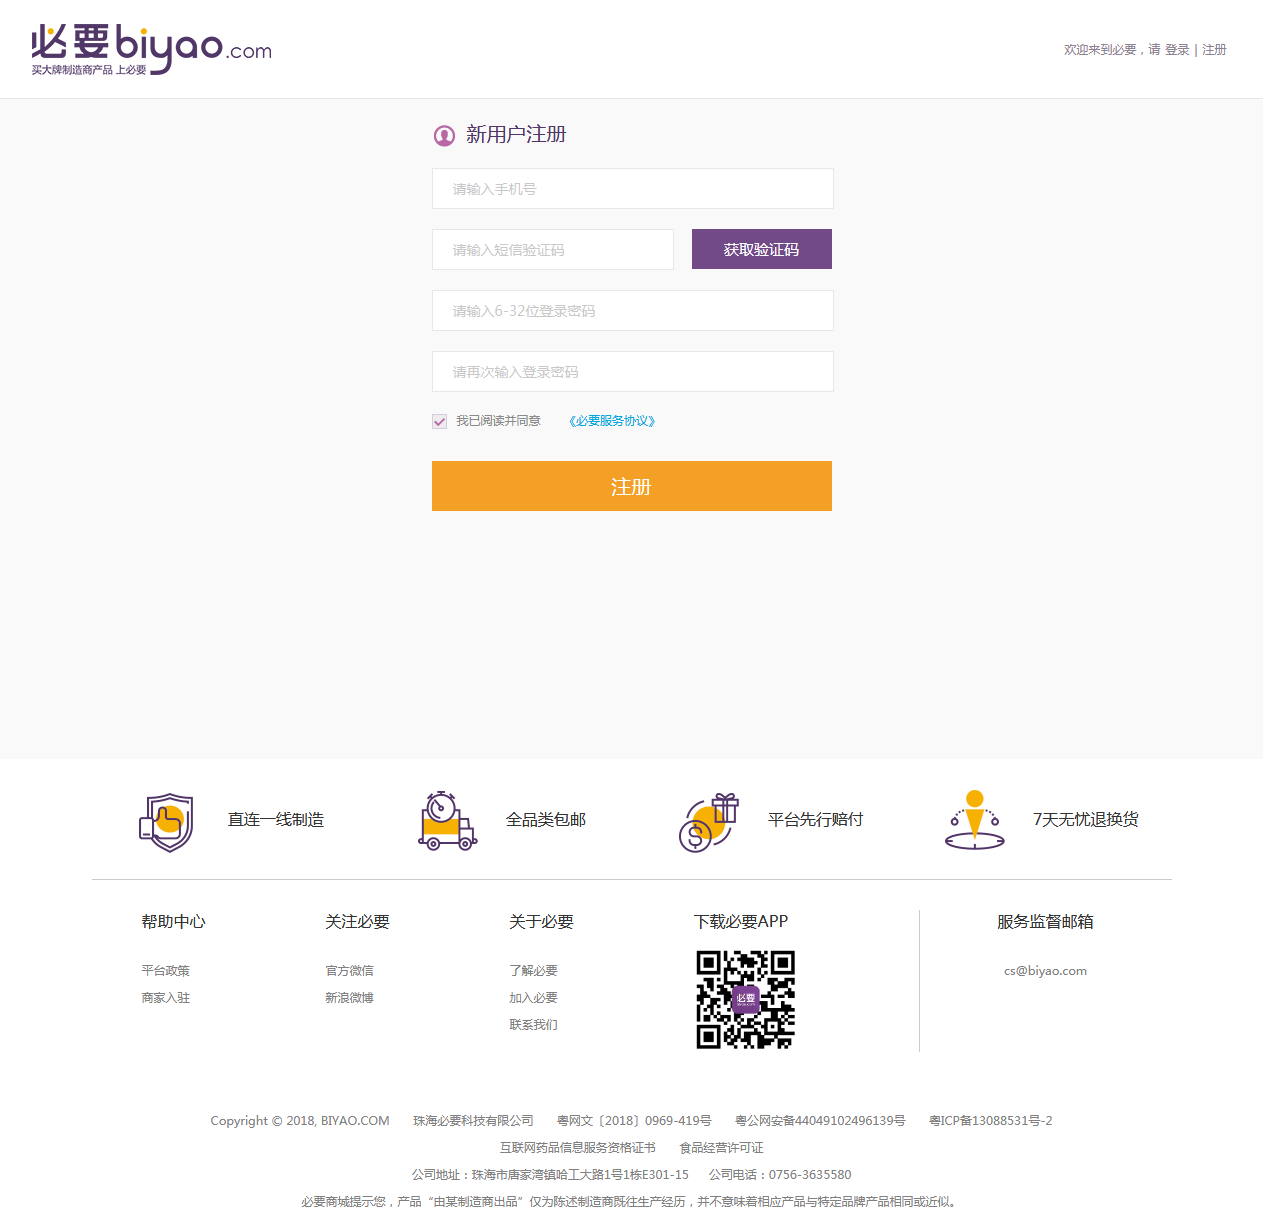 必要biyao.com
买大牌制造商产品 上必要
欢迎来到必要，请 登录 | 注册
新用户注册
请输入手机号
请输入短信验证码 获取验证码
请输入6-32位登录密码
请再次输入登录密码
我已阅读并同意 《必要服务协议》
注册
直连一线制造 全品类包邮 平台先行赔付 7天无忧退换货
帮助中心 关注必要 关于必要 下载必要APP 服务监督邮箱
平台政策 官方微信 了解必要 cs@biyao.com
商家入驻 新浪微博 加入必要 必要
联系我们
Copyright © 2018, BIYAO.COM 珠海必要科技有限公司 粤网文〔2018〕0969-419号 粤公网安备44049102496139号 粤ICP备13088531号-2
互联网药品信息服务资格证书 食品经营许可证
公司地址：珠海市唐家湾镇哈工大路1号1栋E301-15 公司电话：0756-3635580
必要商城提示您，产品“由某制造商出品”仅为陈述制造商既往生产经历，并不意味着相应产品与特定品牌产品相同或近似。